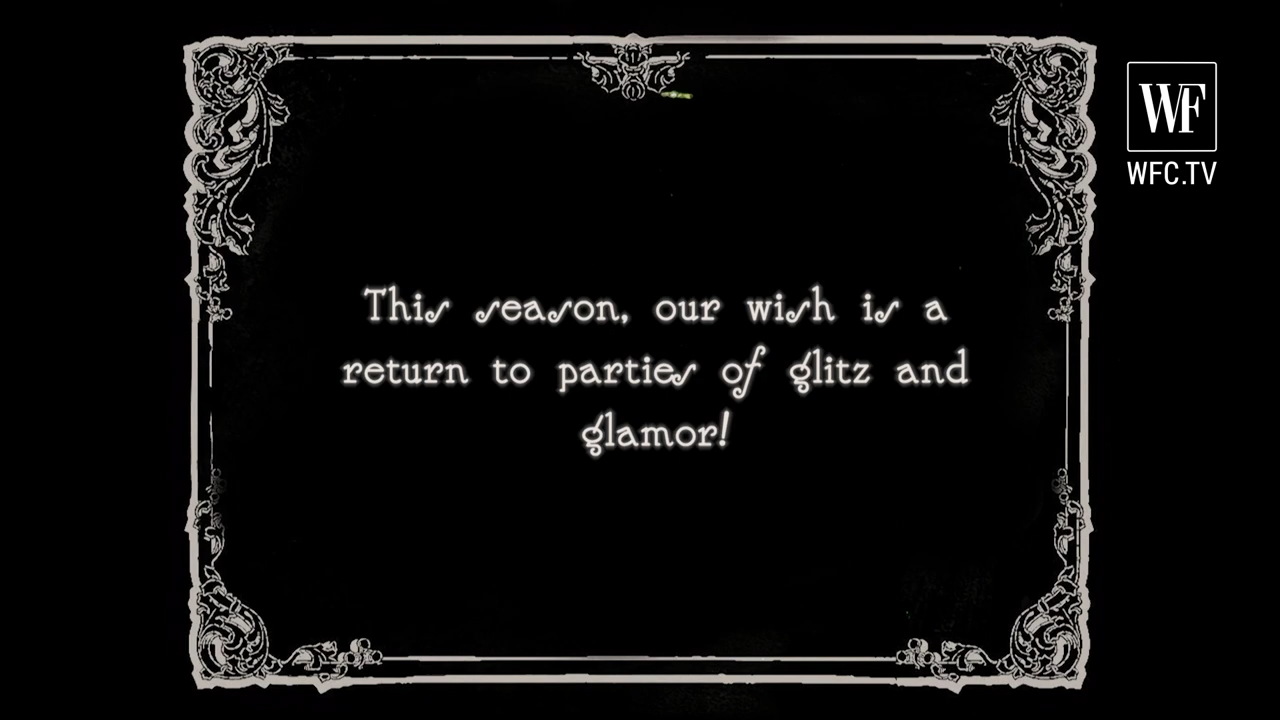 WF
WFC.TV
This season, our wish is a
return to parties of glitz and
glamor!